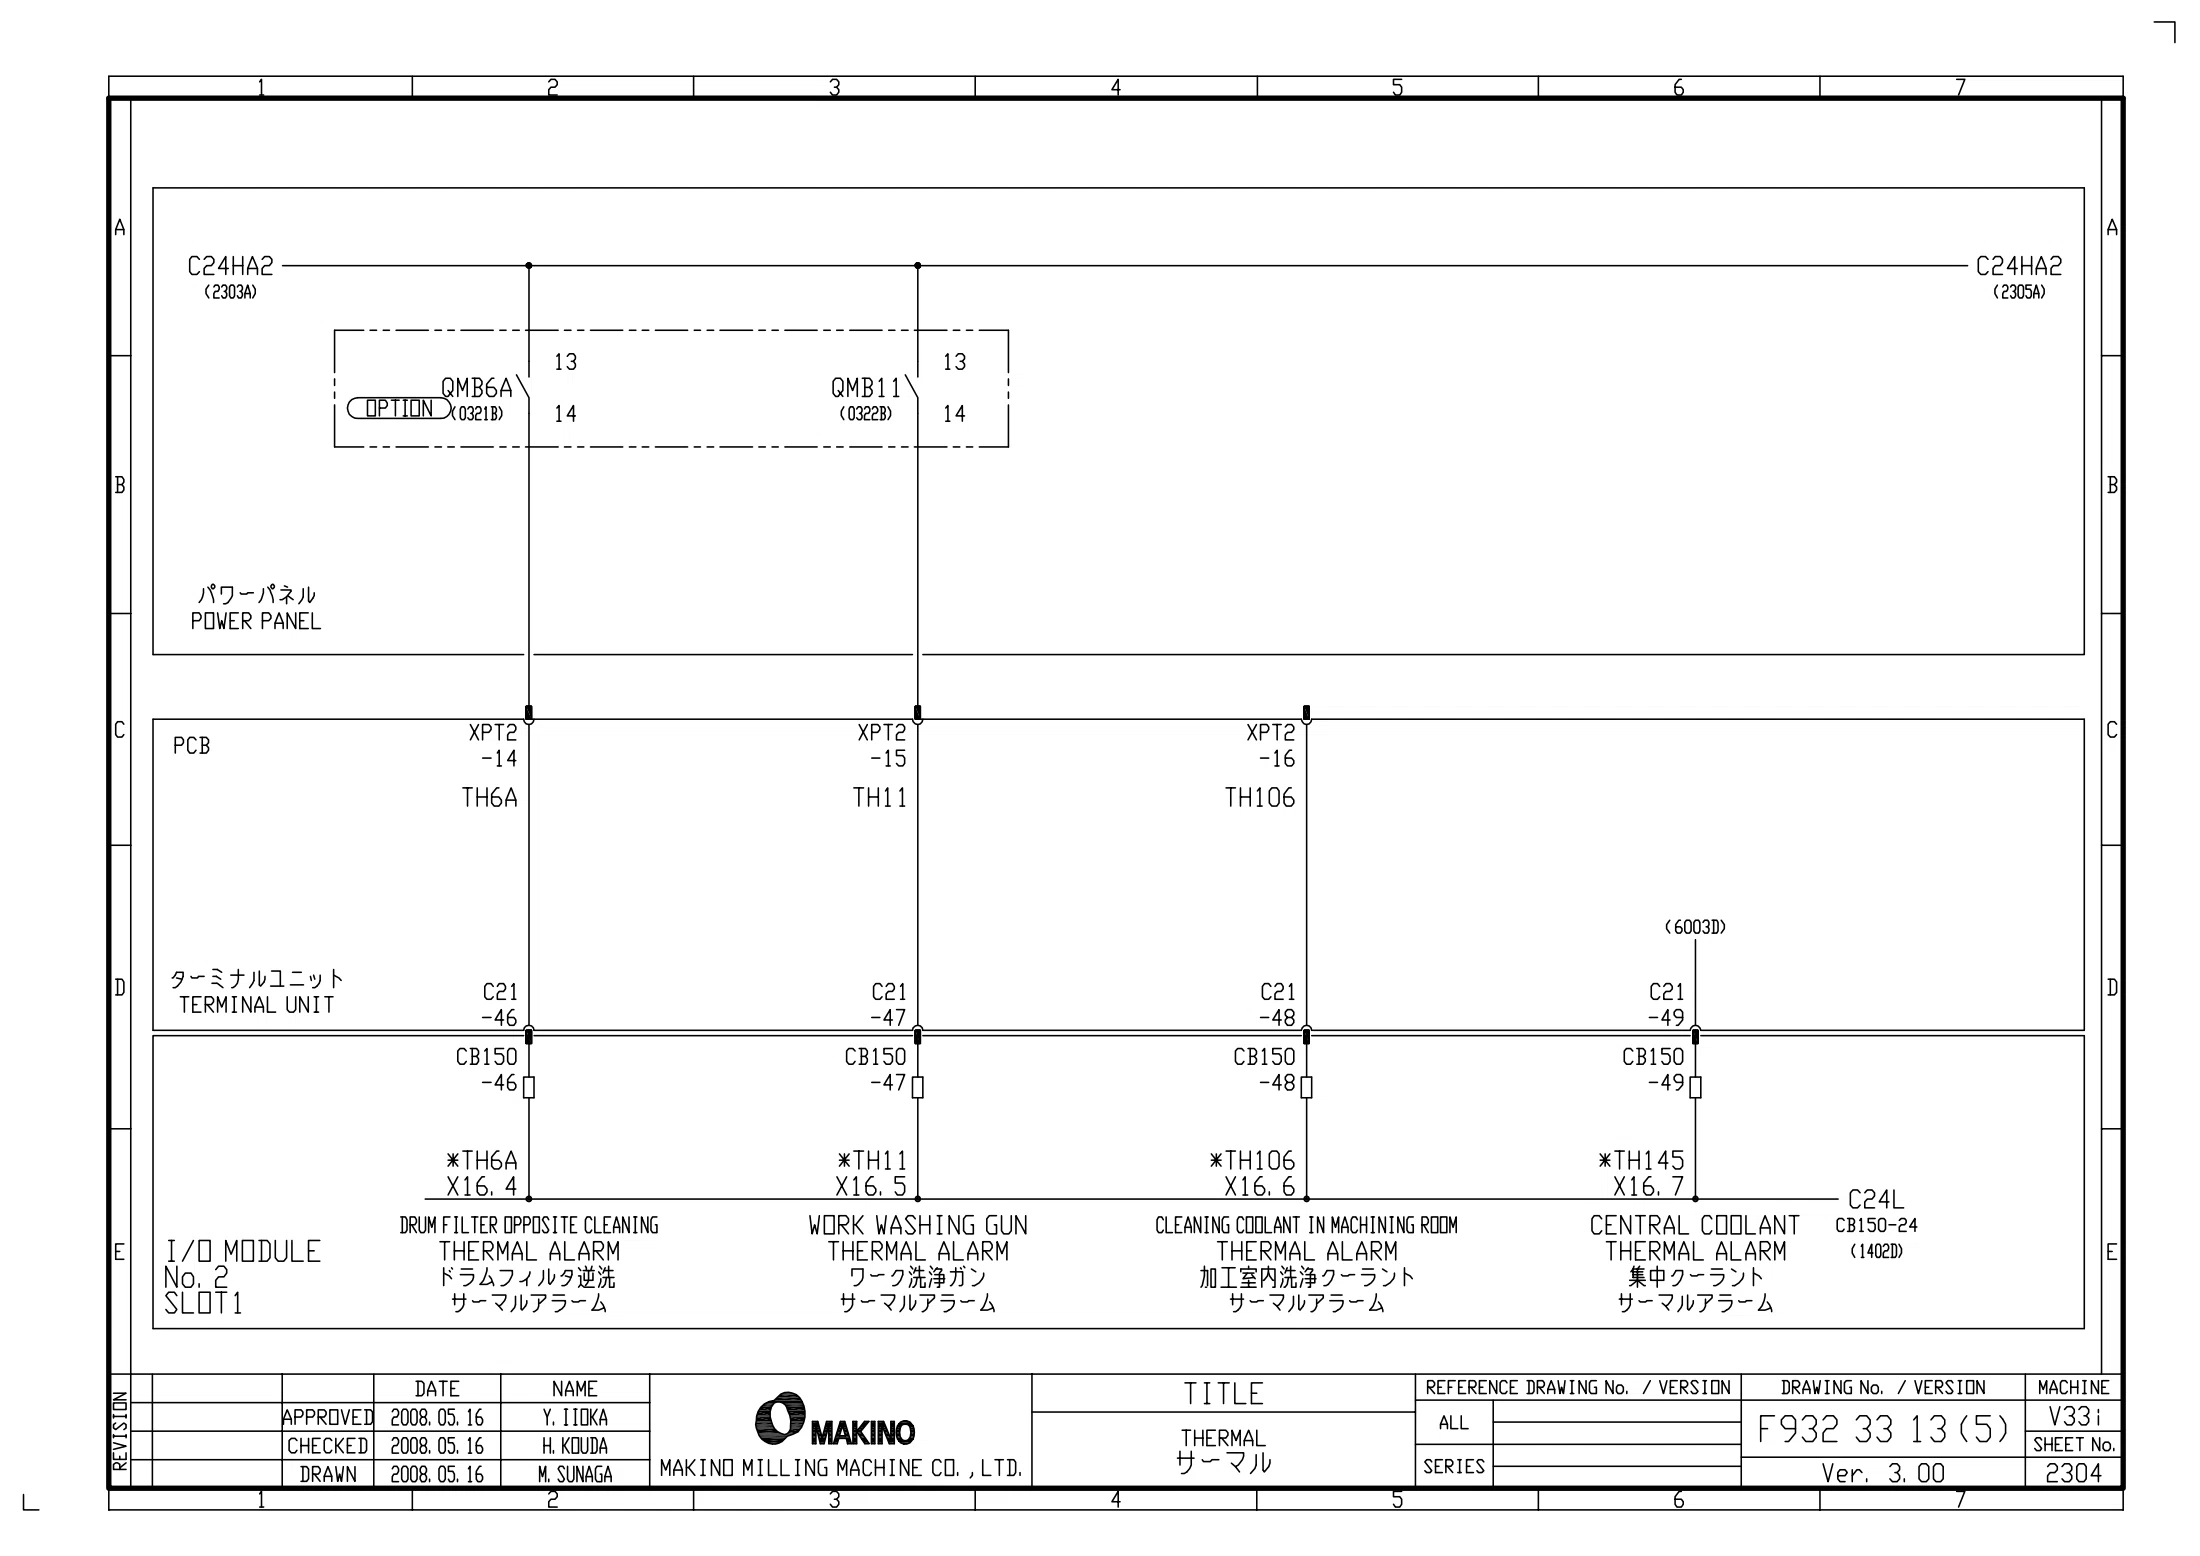 1 2 3 4 5 6 7
A A
C24HA2 C24HA2
(2303A) (2305A)
13 13
QMB6A QMB11
OPTION (0321B) 14 (0322B) 14
B B
パワーパネル
POWER PANEL
C C
XPT2 XPT2 XPT2
PCB -14 -15 -16
TH6A TH11 TH106
(6003D)
ターミナルユニット
D C21 C21 C21 C21 D
TERMINAL UNIT
-46 -47 -48 -49
CB150 CB150 CB150 CB150
-46 -47 -48 -49
*TH6A *TH11 *TH106 *TH145
X16.4 X16.5 X16.6 X16.7
C24L
DRUM FILTER OPPOSITE CLEANING WORK WASHING GUN CLEANING COOLANT IN MACHINING ROOM CENTRAL COOLANT CB150-24
E I/O MODULE THERMAL ALARM THERMAL ALARM THERMAL ALARM THERMAL ALARM (1402D) E
No.2 ドラムフィルタ逆洗 ワーク洗浄ガン 加工室内洗浄クーラント 集中クーラント
SLOT1 サーマルアラーム サーマルアラーム サーマルアラーム サーマルアラーム
REVISION
DATE NAME
APPROVED 2008.05.16 Y.IIOKA
CHECKED 2008.05.16 H.KOUDA
DRAWN 2008.05.16 M.SUNAGA
MAKINO
MAKINO MILLING MACHINE CO.,LTD.
TITLE
THERMAL
サーマル
REFERENCE DRAWING No. / VERSION
ALL
SERIES
DRAWING No. / VERSION
F932 33 13(5)
Ver. 3.00
MACHINE
V33i
SHEET No.
2304
1 2 3 4 5 6 7